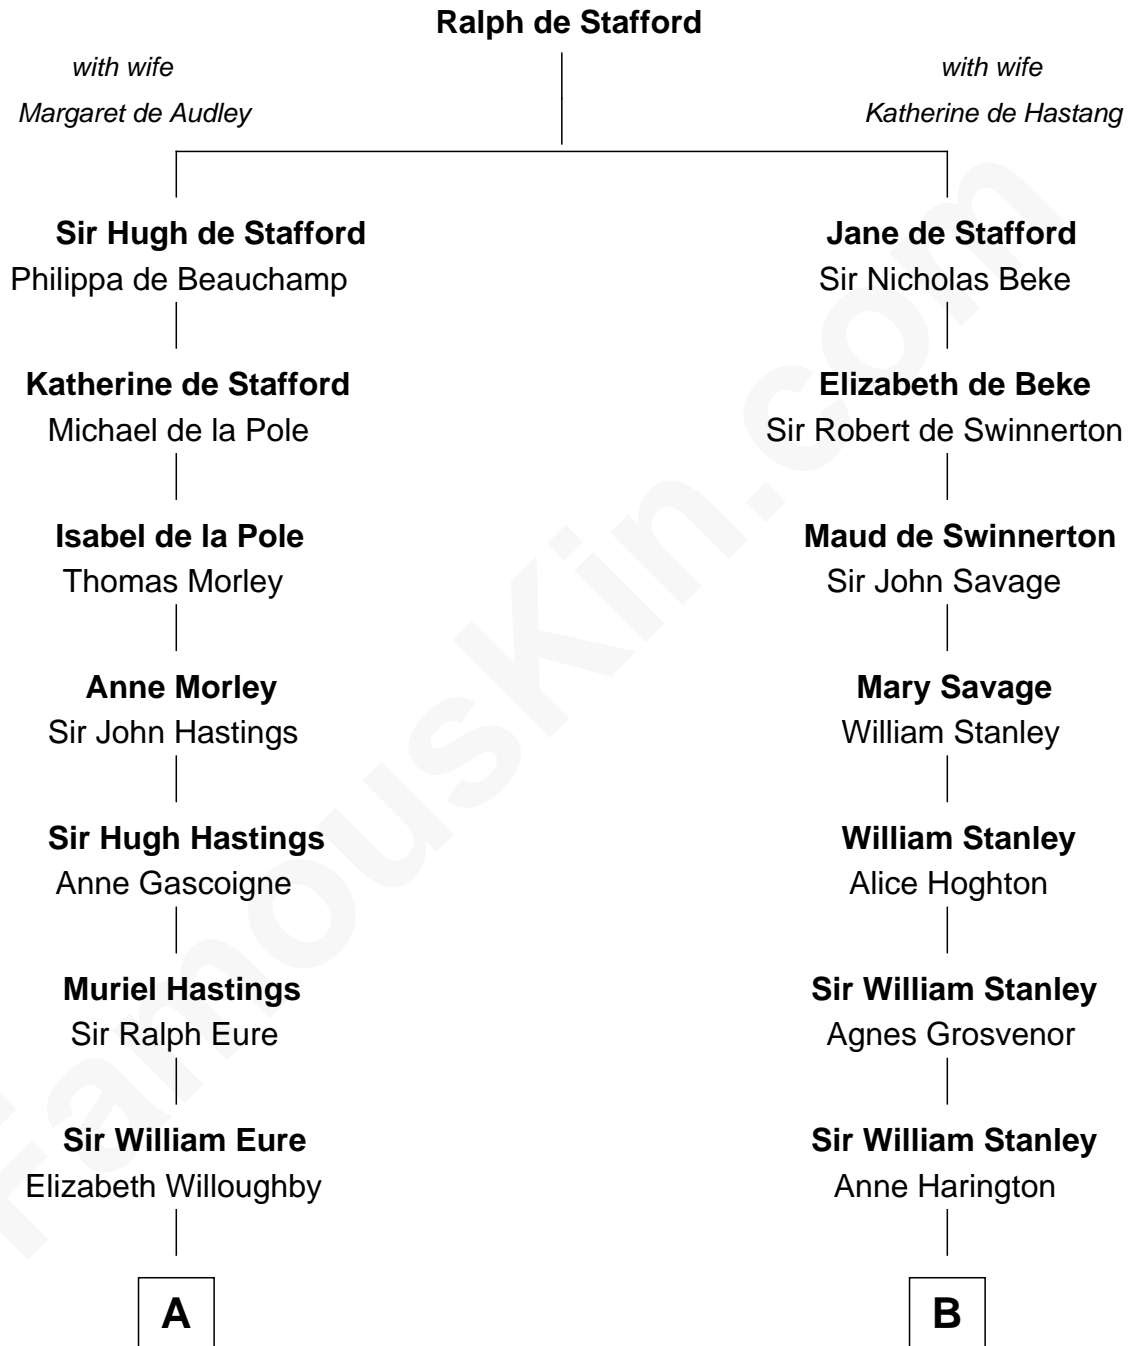 Ralph de Stafford
with wife
Margaret de Audley
with wife
Katherine de Hastang
Sir Hugh de Stafford
Philippa de Beauchamp
Jane de Stafford
Sir Nicholas Beke
Katherine de Stafford
Michael de la Pole
Elizabeth de Beke
Sir Robert de Swinnerton
Isabel de la Pole
Thomas Morley
Maud de Swinnerton
Sir John Savage
Anne Morley
Sir John Hastings
Mary Savage
William Stanley
Sir Hugh Hastings
Anne Gascoigne
William Stanley
Alice Hoghton
Muriel Hastings
Sir Ralph Eure
Sir William Stanley
Agnes Grosvenor
Sir William Eure
Elizabeth Willoughby
Sir William Stanley
Anne Harington
A
B
FamousKin.com